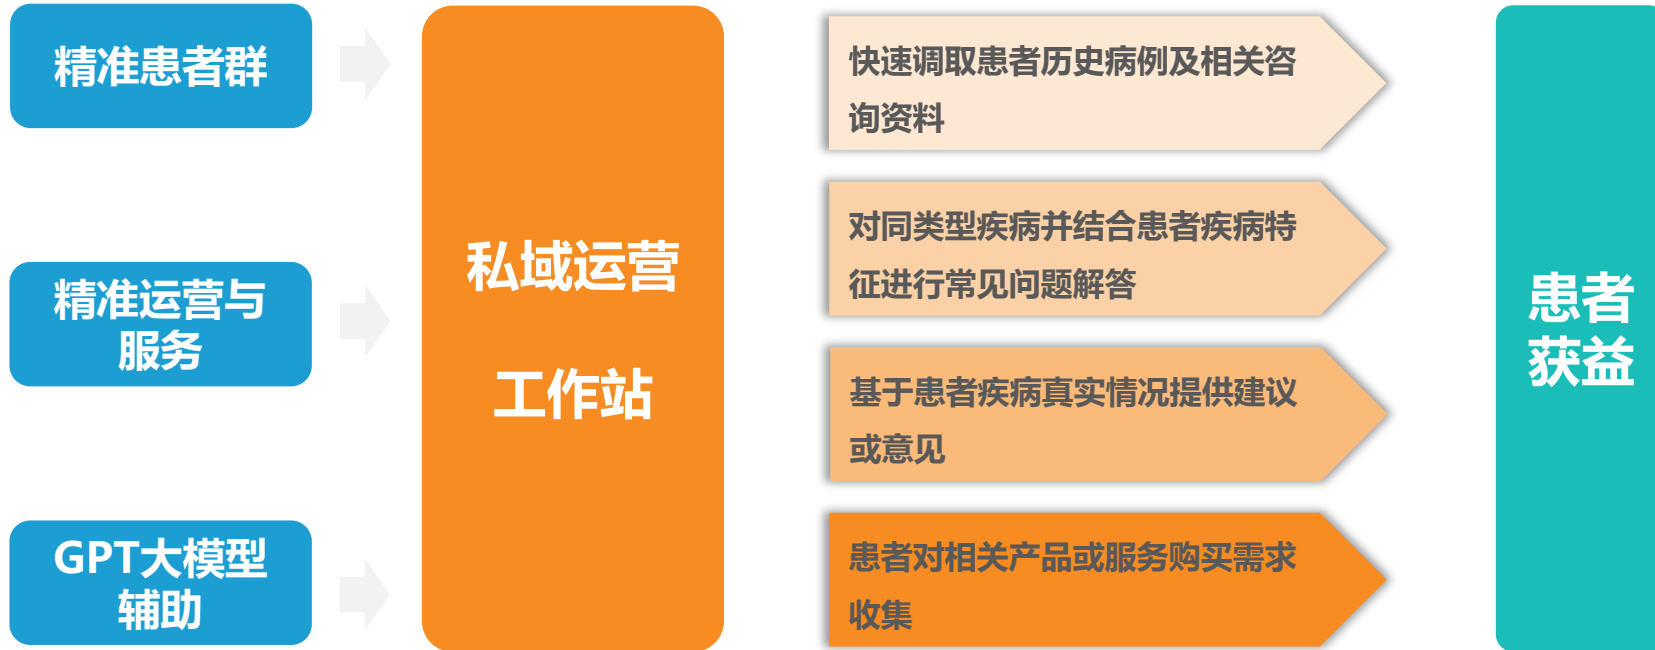 精准患者群
精准运营与
服务
GPT大模型
辅助
私域运营
工作站
快速调取患者历史病例及相关咨
询资料
对同类型疾病并结合患者疾病特
征进行常见问题解答
基于患者疾病真实情况提供建议
或意见
患者对相关产品或服务购买需求
收集
患者
获益